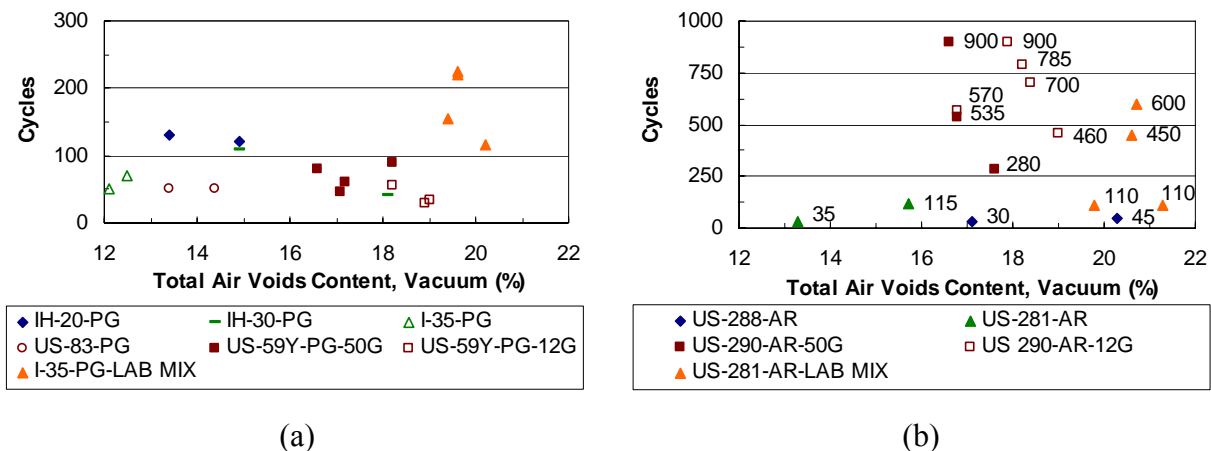 300
200
100
0
Cycles
12 14 16 18 20 22
Total Air Voids Content, Vacuum (%)
IH-20-PG IH-30-PG I-35-PG
US-83-PG US-59Y-PG-50G US-59Y-PG-12G
I-35-PG-LAB MIX
(a)
1000
750
500
250
0
Cycles
900 900
785
700
570
535
600
460 450
280
110 110
115
35 30 45
12 14 16 18 20 22
Total Air Voids Content, Vacuum (%)
US-288-AR US-281-AR
US-290-AR-50G US 290-AR-12G
US-281-AR-LAB MIX
(b)